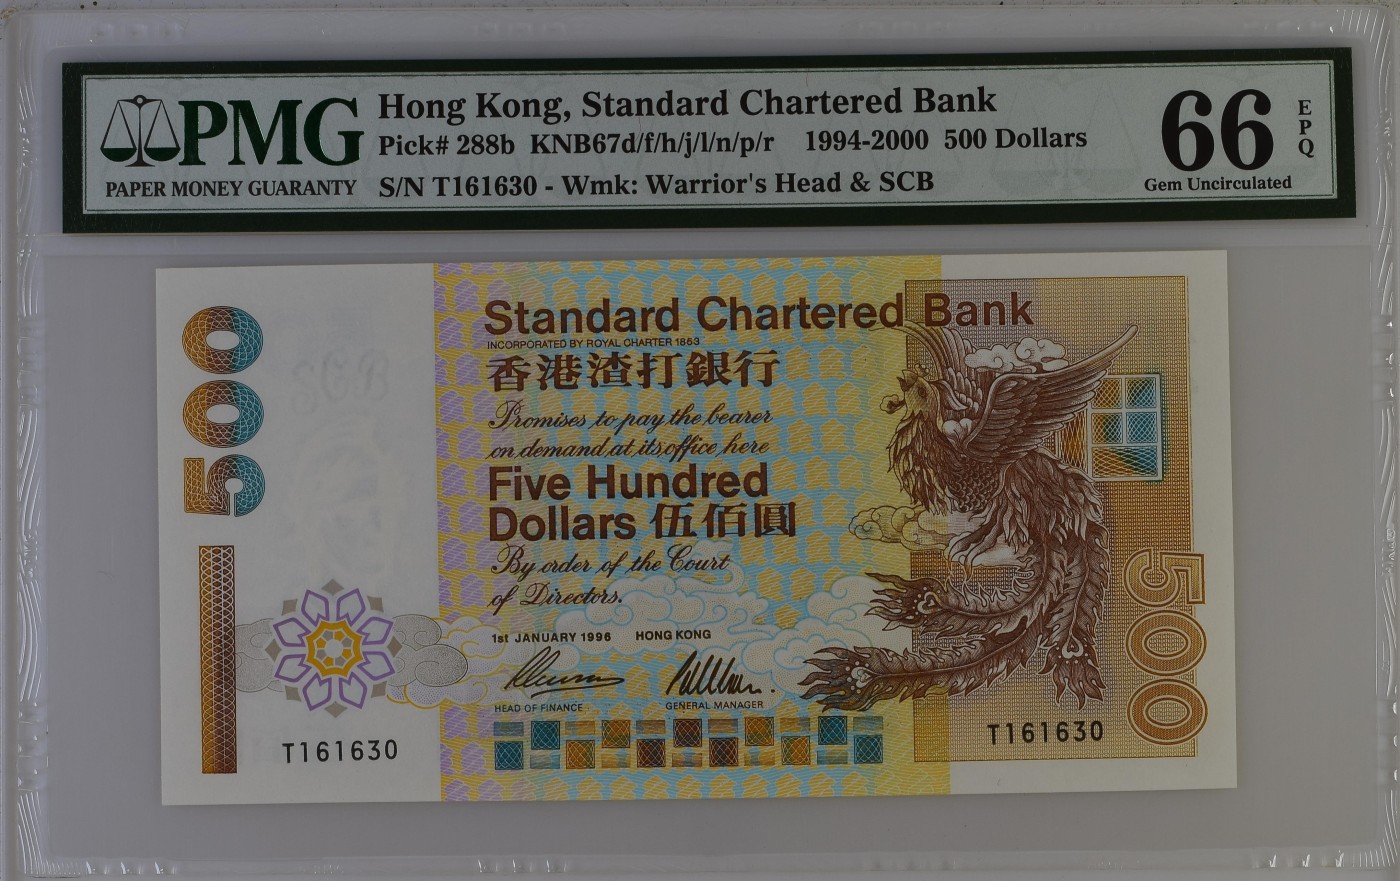 PMG
PAPER MONEY GUARANTY
Hong Kong, Standard Chartered Bank
Pick# 288b KNB67d/f/h/j/l/n/p/r 1994-2000 500 Dollars
S/N T161630 - Wmk: Warrior's Head & SCB
66 EPQ
Gem Uncirculated
500
SCB
Standard Chartered Bank
INCORPORATED BY ROYAL CHARTER 1853
香港渣打銀行
Promises to pay the bearer
on demand at its office here
Five Hundred
Dollars 伍佰圓
By order of the Court
of Directors.
1st JANUARY 1996 HONG KONG
HEAD OF FINANCE GENERAL MANAGER
T161630
T161630
500